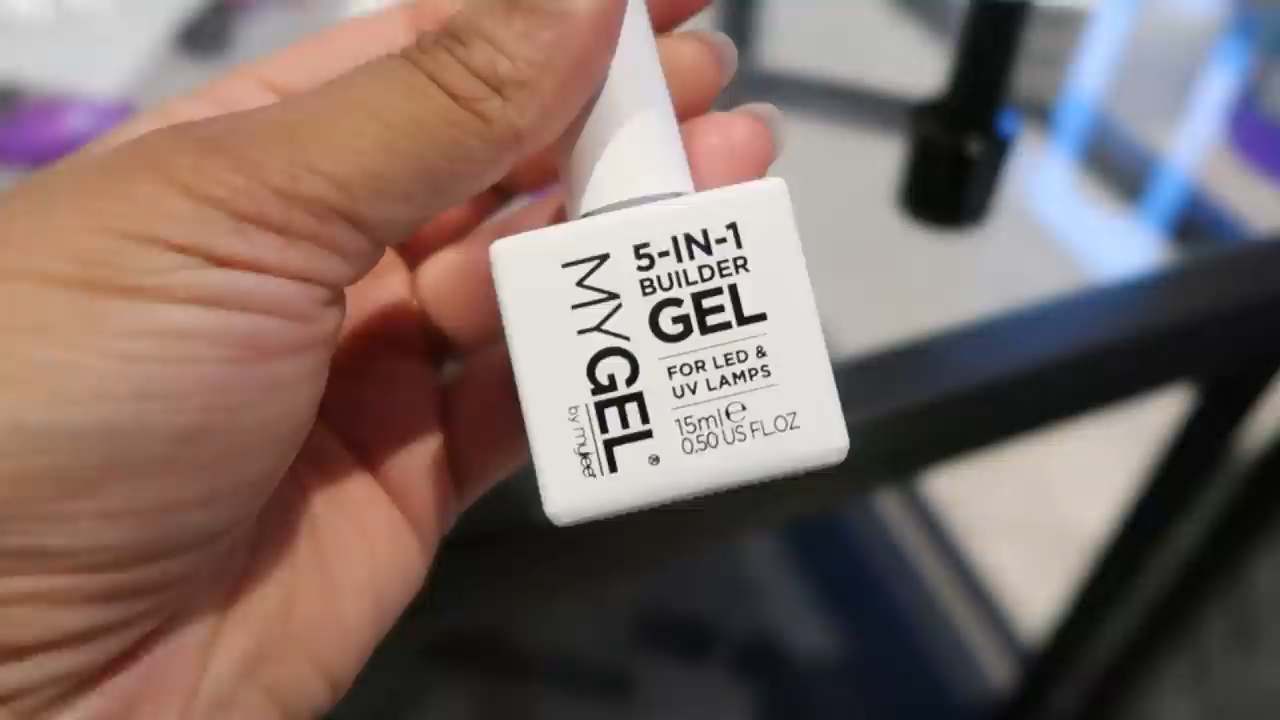 MYGEL®
by mylee
5-IN-1
BUILDER
GEL
FOR LED &
UV LAMPS
15ml ℮
0.50 US FL.OZ